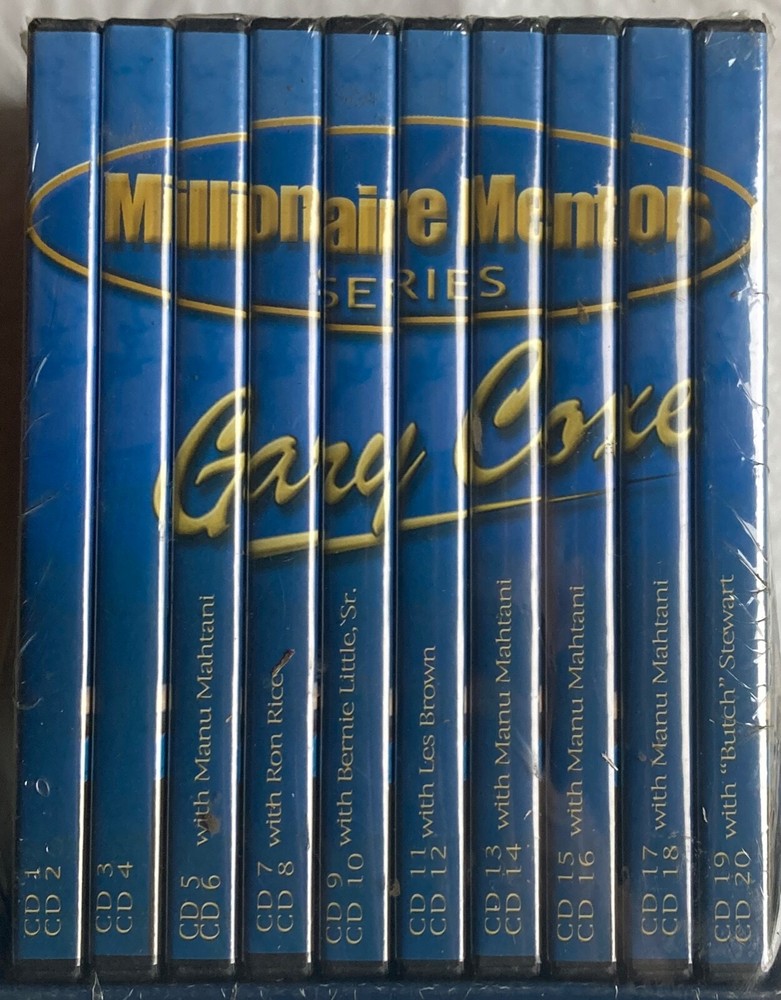 Millionaire Mentors
SERIES
Gary Coxe
CD 1
CD 2
CD 3
CD 4
CD 5
CD 6
with Manu Mahtani
CD 7
CD 8
with Ron Rice
CD 9
CD 10
with Bernie Little, Sr.
CD 11
CD 12
with Les Brown
CD 13
CD 14
with Manu Mahtani
CD 15
CD 16
with Manu Mahtani
CD 17
CD 18
with Manu Mahtani
CD 19
CD 20
with "Butch" Stewart